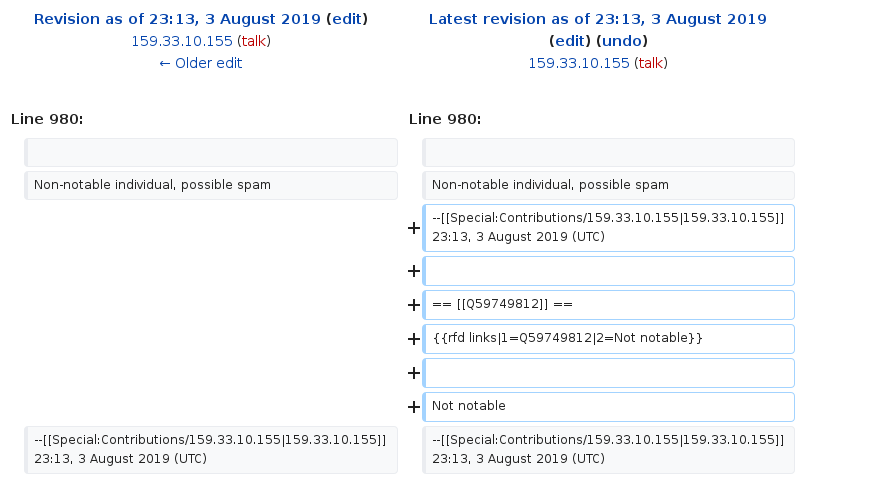 Revision as of 23:13, 3 August 2019 (edit)
159.33.10.155 (talk)
← Older edit
Latest revision as of 23:13, 3 August 2019
(edit) (undo)
159.33.10.155 (talk)
Line 980:
Line 980:
Non-notable individual, possible spam
Non-notable individual, possible spam
+ --[[Special:Contributions/159.33.10.155|159.33.10.155]]
23:13, 3 August 2019 (UTC)
+
+ == [[Q59749812]] ==
+ {{rfd links|1=Q59749812|2=Not notable}}
+
+ Not notable
--[[Special:Contributions/159.33.10.155|159.33.10.155]]
23:13, 3 August 2019 (UTC)
--[[Special:Contributions/159.33.10.155|159.33.10.155]]
23:13, 3 August 2019 (UTC)